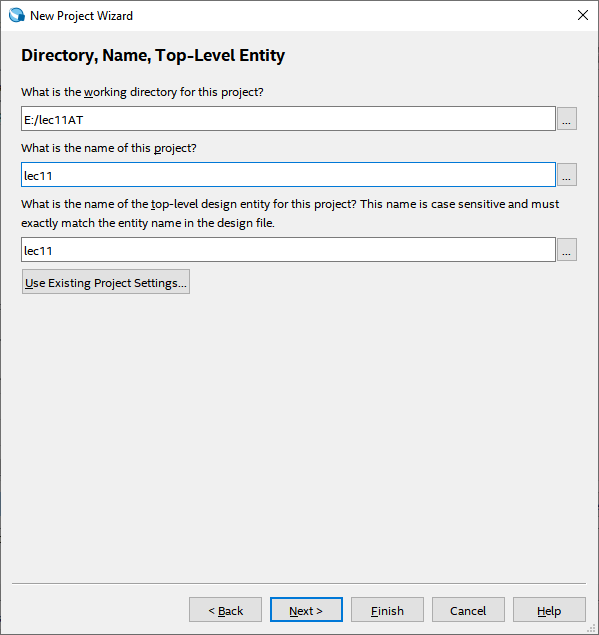 New Project Wizard
Directory, Name, Top-Level Entity
What is the working directory for this project?
E:/lec11AT
...
What is the name of this project?
lec11
...
What is the name of the top-level design entity for this project? This name is case sensitive and must
exactly match the entity name in the design file.
lec11
...
Use Existing Project Settings...
< Back
Next >
Finish
Cancel
Help